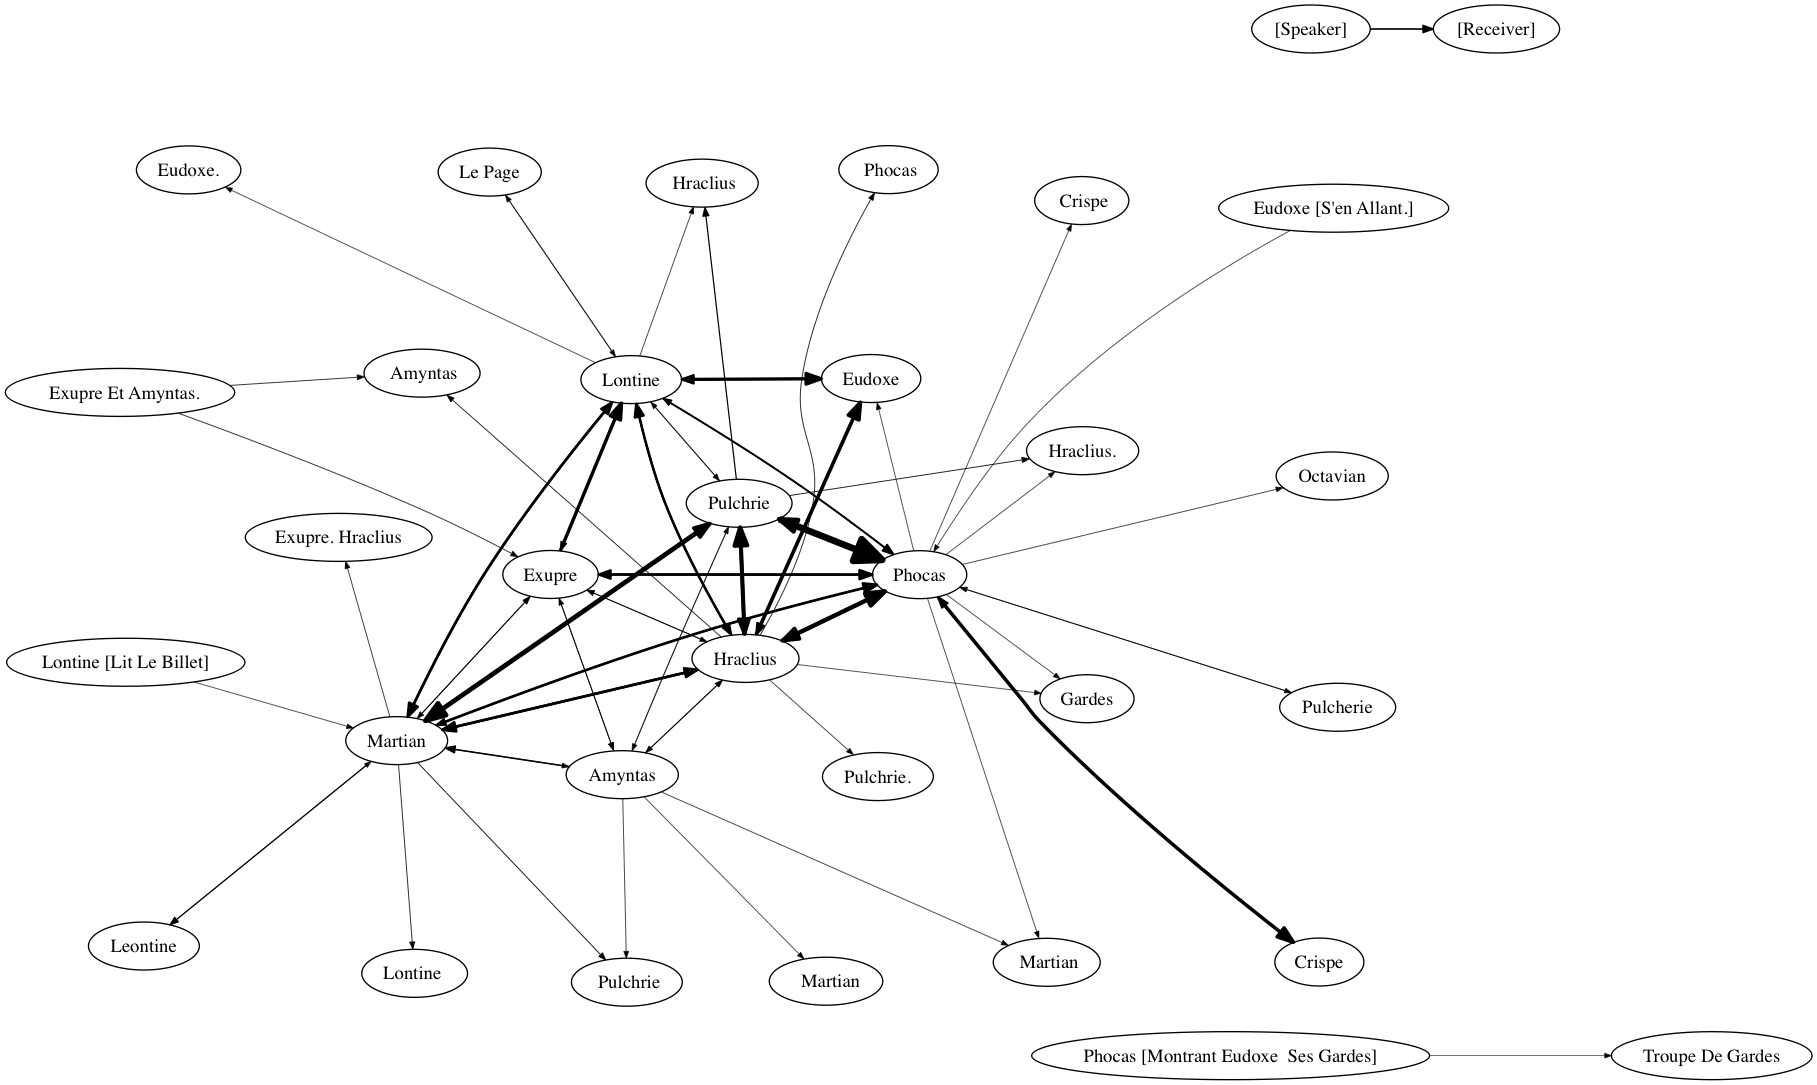 [Speaker]
[Receiver]
Eudoxe.
Le Page
Hraclius
Phocas
Crispe
Eudoxe [S'en Allant.]
Exupre Et Amyntas.
Amyntas
Lontine
Eudoxe
Hraclius.
Octavian
Pulchrie
Exupre. Hraclius
Exupre
Phocas
Lontine [Lit Le Billet]
Hraclius
Gardes
Pulcherie
Martian
Amyntas
Pulchrie.
Leontine
Lontine
Pulchrie
Martian
Martian
Crispe
Phocas [Montrant Eudoxe  Ses Gardes]
Troupe De Gardes